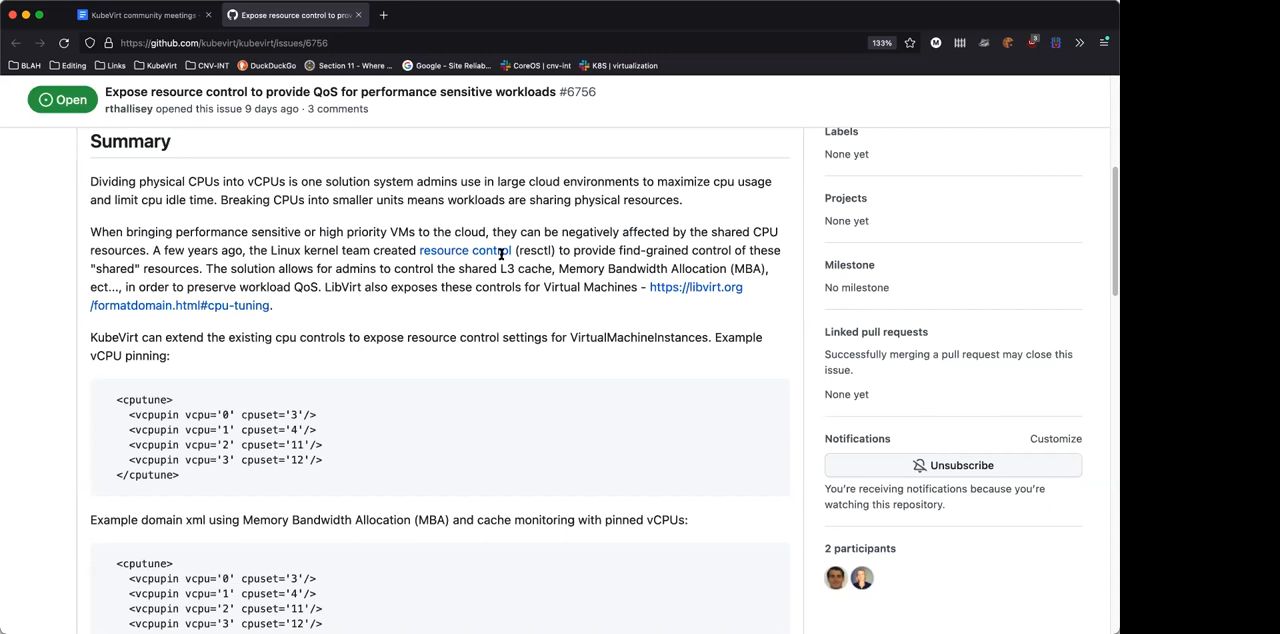 KubeVirt community meetings -
Expose resource control to prov
https://github.com/kubevirt/kubevirt/issues/6756
133%
3
BLAH
Editing
Links
KubeVirt
CNV-INT
DuckDuckGo
Section 11 – Where ...
Google - Site Reliab...
CoreOS | cnv-int
K8S | virtualization
Open
Expose resource control to provide QoS for performance sensitive workloads #6756
rthallisey opened this issue 9 days ago · 3 comments
Summary
Dividing physical CPUs into vCPUs is one solution system admins use in large cloud environments to maximize cpu usage
and limit cpu idle time. Breaking CPUs into smaller units means workloads are sharing physical resources.
When bringing performance sensitive or high priority VMs to the cloud, they can be negatively affected by the shared CPU
resources. A few years ago, the Linux kernel team created resource control (resctl) to provide find-grained control of these
"shared" resources. The solution allows for admins to control the shared L3 cache, Memory Bandwidth Allocation (MBA),
ect..., in order to preserve workload QoS. LibVirt also exposes these controls for Virtual Machines - https://libvirt.org
/formatdomain.html#cpu-tuning.
KubeVirt can extend the existing cpu controls to expose resource control settings for VirtualMachineInstances. Example
vCPU pinning:
<cputune>
<vcpupin vcpu='0' cpuset='3'/>
<vcpupin vcpu='1' cpuset='4'/>
<vcpupin vcpu='2' cpuset='11'/>
<vcpupin vcpu='3' cpuset='12'/>
</cputune>
Example domain xml using Memory Bandwidth Allocation (MBA) and cache monitoring with pinned vCPUs:
<cputune>
<vcpupin vcpu='0' cpuset='3'/>
<vcpupin vcpu='1' cpuset='4'/>
<vcpupin vcpu='2' cpuset='11'/>
<vcpupin vcpu='3' cpuset='12'/>
Labels
None yet
Projects
None yet
Milestone
No milestone
Linked pull requests
Successfully merging a pull request may close this
issue.
None yet
Notifications
Customize
Unsubscribe
You're receiving notifications because you're
watching this repository.
2 participants